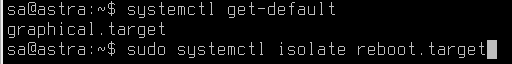 sa@astra:~$ systemctl get-default
graphical.target
sa@astra:~$ sudo systemctl isolate reboot.target